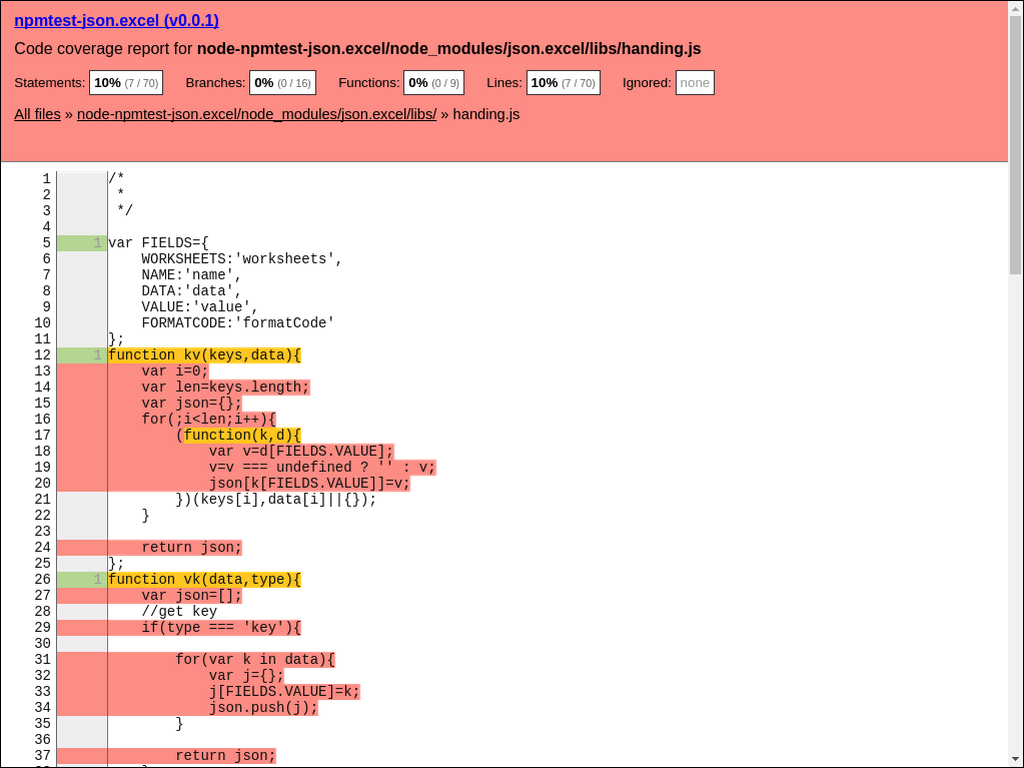 npmtest-json.excel (v0.0.1)
Code coverage report for node-npmtest-json.excel/node_modules/json.excel/libs/handing.js
Statements: 10% (7 / 70) Branches: 0% (0 / 16) Functions: 0% (0 / 9) Lines: 10% (7 / 70) Ignored: none
All files » node-npmtest-json.excel/node_modules/json.excel/libs/ » handing.js
1 /*
2  *
3  */
4
5 1 var FIELDS={
6     WORKSHEETS:'worksheets',
7     NAME:'name',
8     DATA:'data',
9     VALUE:'value',
10     FORMATCODE:'formatCode'
11 };
12 1 function kv(keys,data){
13     var i=0;
14     var len=keys.length;
15     var json={};
16     for(;i<len;i++){
17         (function(k,d){
18             var v=d[FIELDS.VALUE];
19             v=v === undefined ? '' : v;
20             json[k[FIELDS.VALUE]]=v;
21         })(keys[i],data[i]||{});
22     }
23
24     return json;
25 };
26 1 function vk(data,type){
27     var json=[];
28     //get key
29     if(type === 'key'){
30
31         for(var k in data){
32             var j={};
33             j[FIELDS.VALUE]=k;
34             json.push(j);
35         }
36
37         return json;